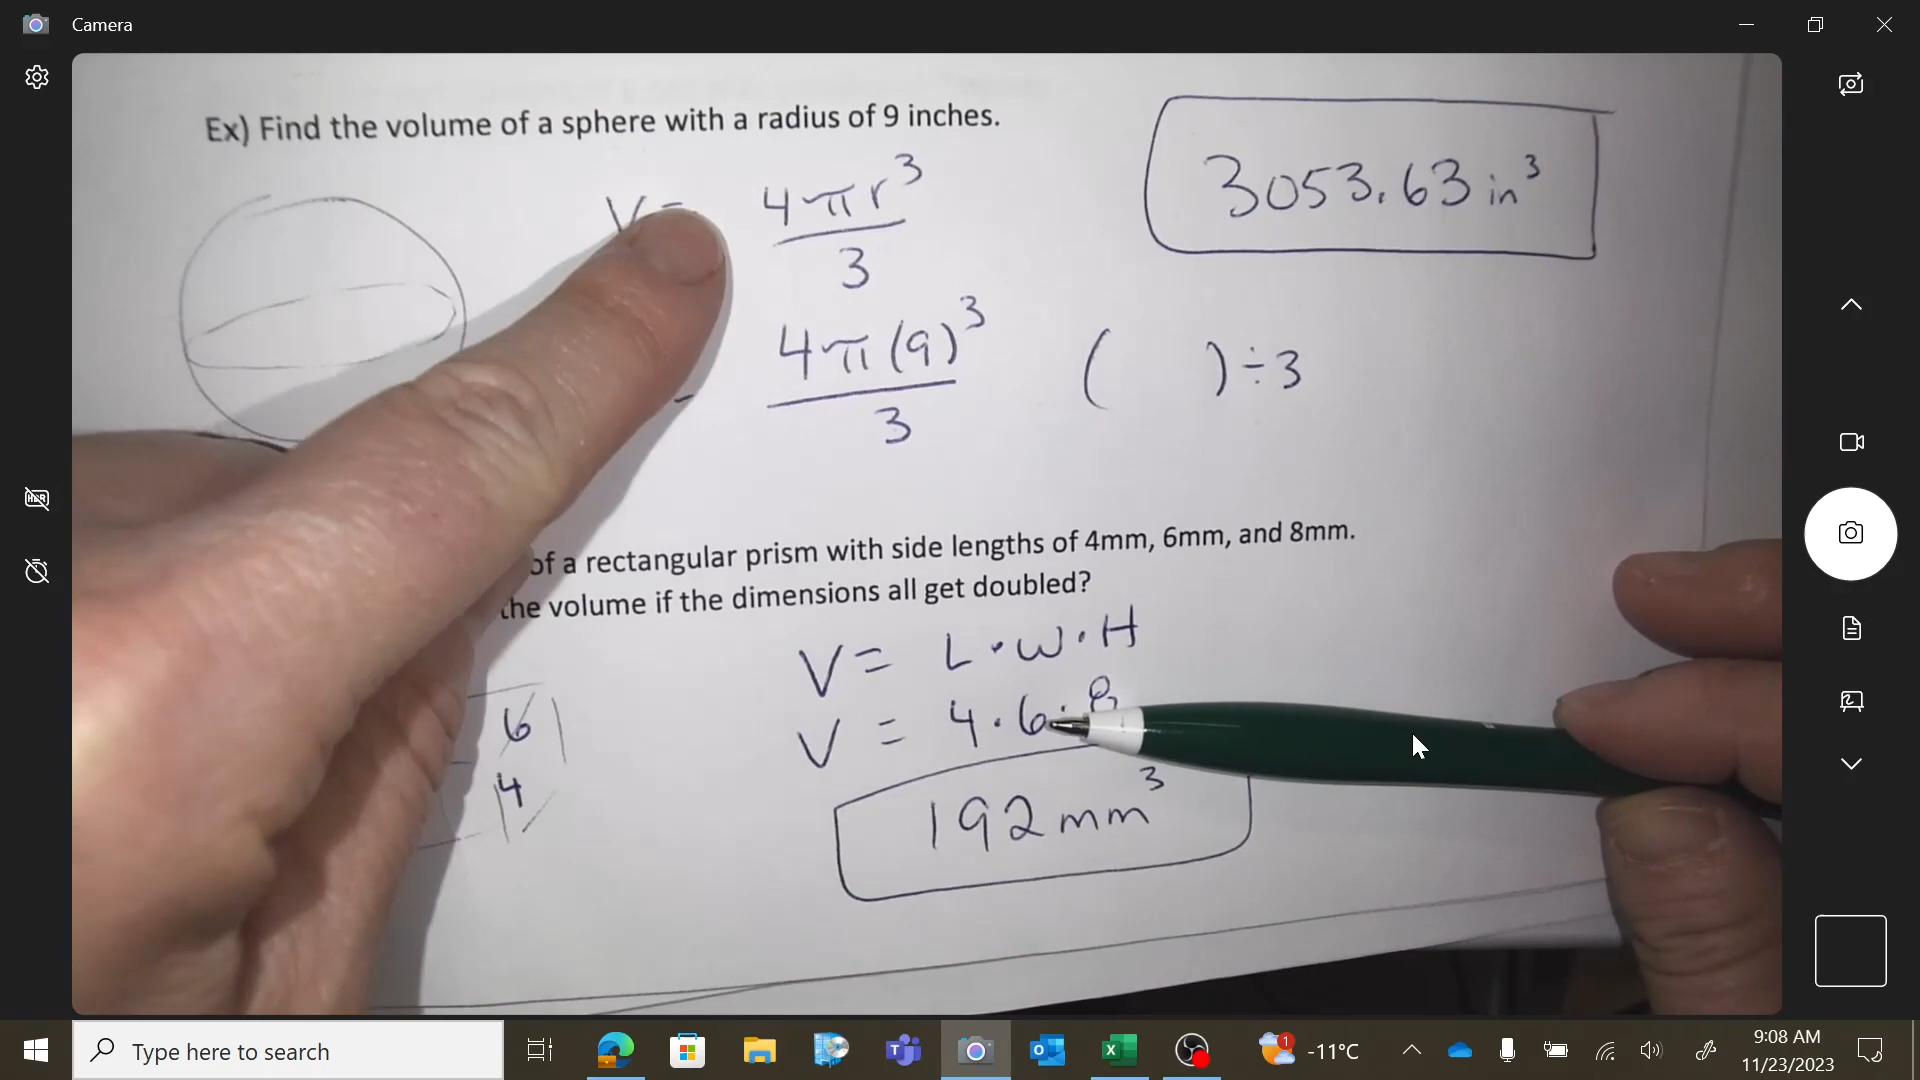 Camera
Ex) Find the volume of a sphere with a radius of 9 inches.
V = 4πr³
3
3053.63 in³
4π(9)³
3
( ) ÷ 3
of a rectangular prism with side lengths of 4mm, 6mm, and 8mm.
the volume if the dimensions all get doubled?
V = L · W · H
V = 4 · 6 · 8
6
4
192 mm³
Type here to search
1
-11°C
9:08 AM
11/23/2023